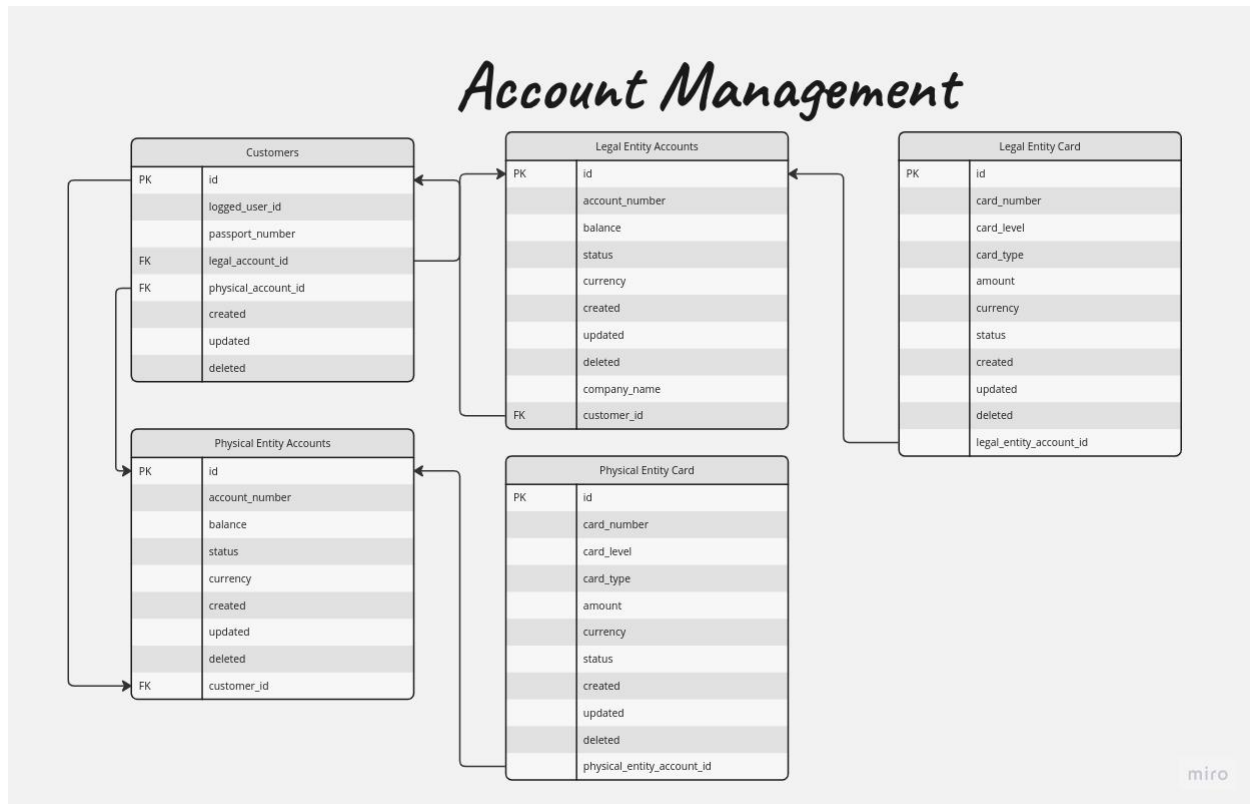 Account Management
Customers
PK id
logged_user_id
passport_number
FK legal_account_id
FK physical_account_id
created
updated
deleted
Legal Entity Accounts
PK id
account_number
balance
status
currency
created
updated
deleted
company_name
FK customer_id
Legal Entity Card
PK id
card_number
card_level
card_type
amount
currency
status
created
updated
deleted
legal_entity_account_id
Physical Entity Accounts
PK id
account_number
balance
status
currency
created
updated
deleted
FK customer_id
Physical Entity Card
PK id
card_number
card_level
card_type
amount
currency
status
created
updated
deleted
physical_entity_account_id
miro